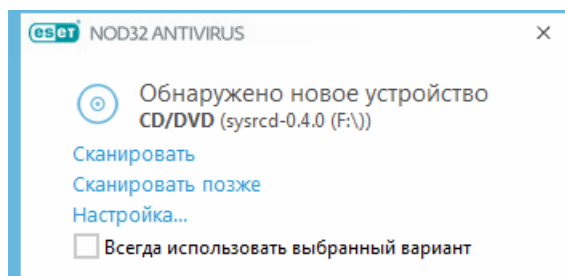 eset NOD32 ANTIVIRUS
Обнаружено новое устройство
CD/DVD (sysrcd-0.4.0 (F:\))
Сканировать
Сканировать позже
Настройка...
Всегда использовать выбранный вариант